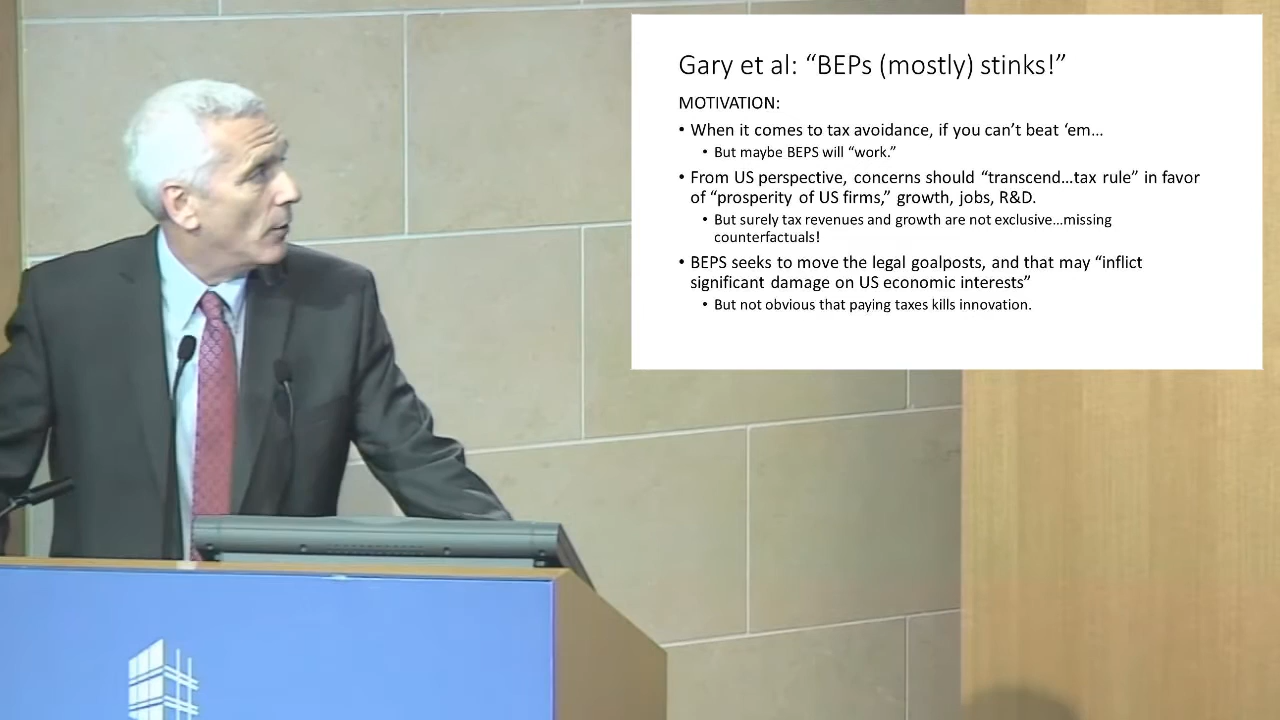 Gary et al: “BEPs (mostly) stinks!”
MOTIVATION:
• When it comes to tax avoidance, if you can’t beat ‘em…
• But maybe BEPS will “work.”
• From US perspective, concerns should “transcend…tax rule” in favor
of “prosperity of US firms,” growth, jobs, R&D.
• But surely tax revenues and growth are not exclusive…missing
counterfactuals!
• BEPS seeks to move the legal goalposts, and that may “inflict
significant damage on US economic interests”
• But not obvious that paying taxes kills innovation.